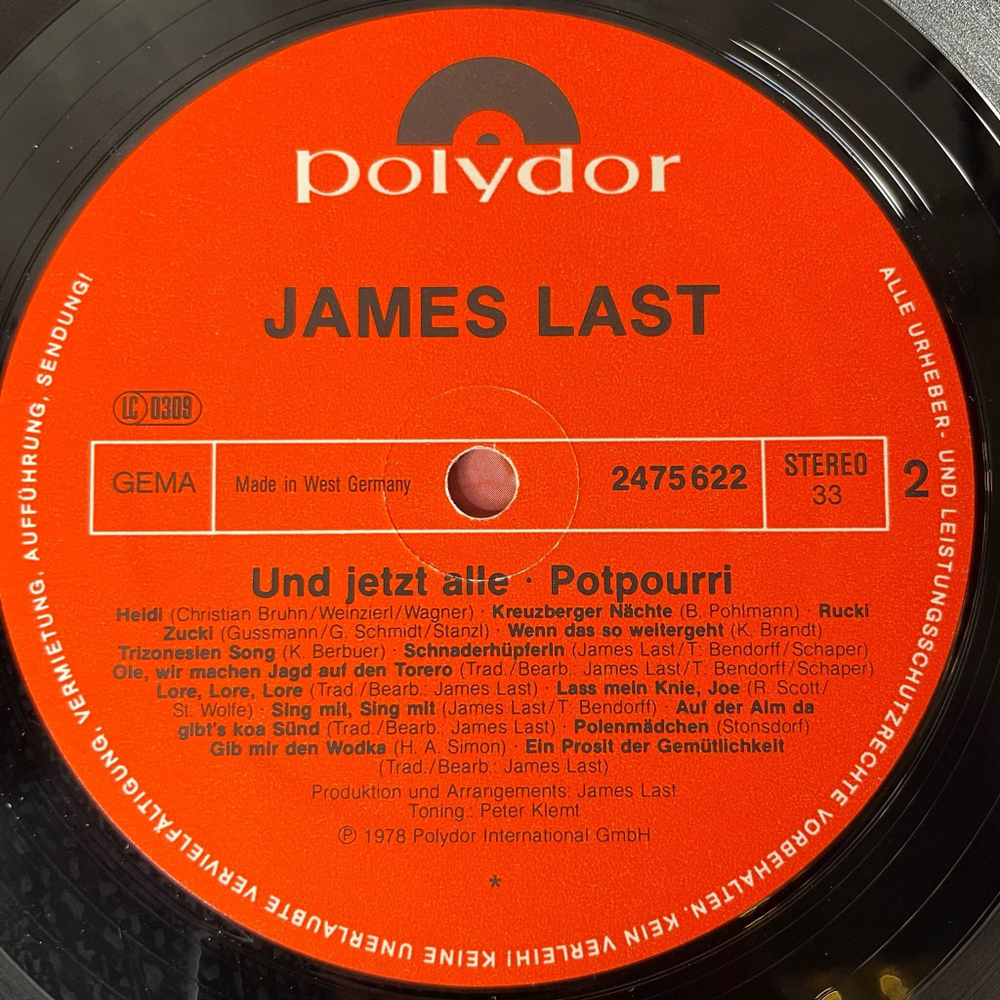 polydor
JAMES LAST
LC 0309
GEMA
Made in West Germany
2475 622
STEREO
33
2
Und jetzt alle · Potpourri
Heidi (Christian Bruhn/Weinzierl/Wagner) · Kreuzberger Nächte (B. Pohlmann) · Rucki
Zucki (Gussmann/G. Schmidt/Stanzl) · Wenn das so weitergeht (K. Brandt)
Trizonesien Song (K. Berbuer) · Schnaderhüpferln (James Last/T. Bendorff/Schaper)
Ole, wir machen Jagd auf den Torero (Trad./Bearb.: James Last/T. Bendorff/Schaper)
Lore, Lore, Lore (Trad./Bearb.: James Last) · Lass mein Knie, Joe (R. Scott/
St. Wolfe) · Sing mit, Sing mit (James Last/T. Bendorff) · Auf der Alm da
gibt's koa Sünd (Trad./Bearb.: James Last) · Polenmädchen (Stonsdorf)
Gib mir den Wodka (H. A. Simon) · Ein Prosit der Gemütlichkeit
(Trad./Bearb.: James Last)
Produktion und Arrangements: James Last
Toning.: Peter Klemt
℗ 1978 Polydor International GmbH
*
ALLE URHEBER- UND LEISTUNGSSCHUTZRECHTE VORBEHALTEN. KEIN VERLEIH! KEINE UNERLAUBTE VERVIELFÄLTIGUNG, VERMIETUNG, AUFFÜHRUNG, SENDUNG!